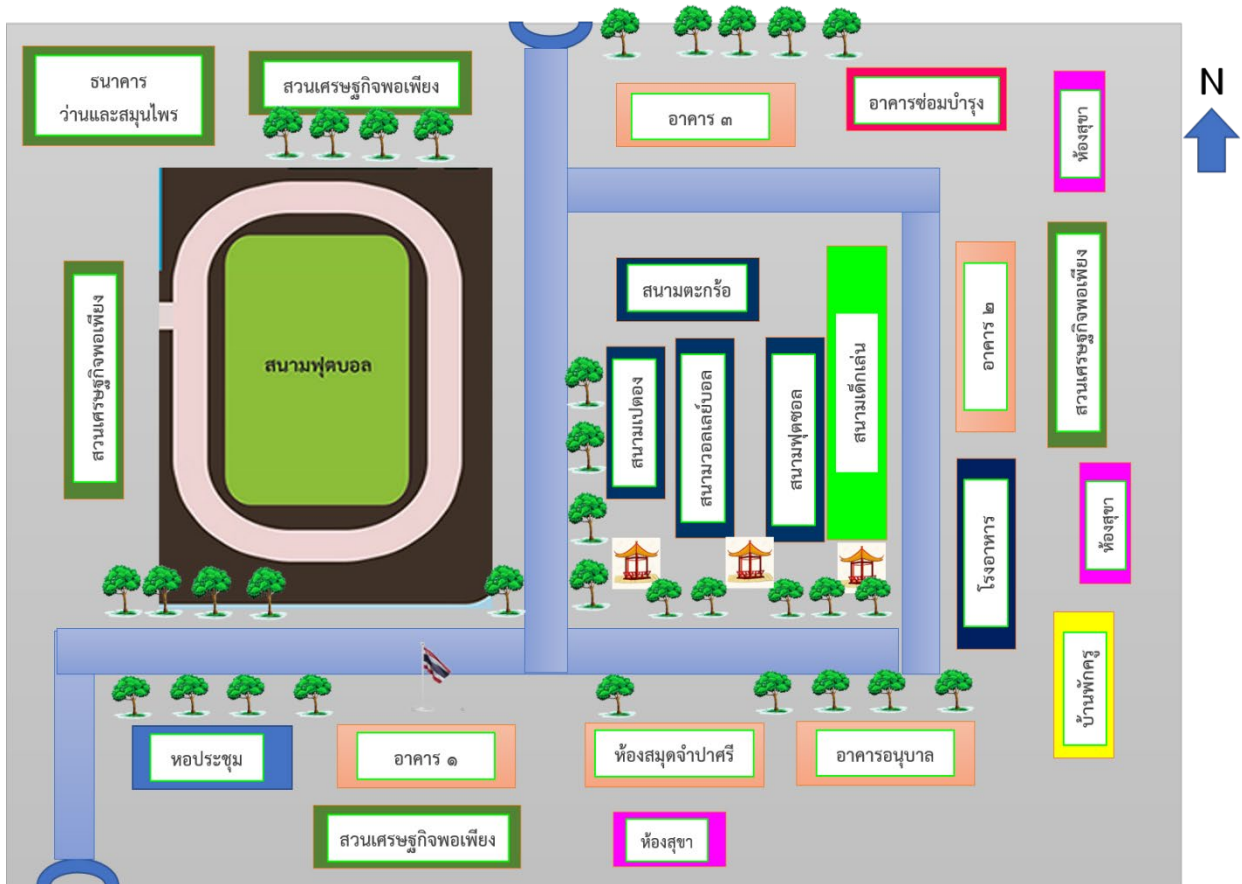 ธนาคาร
ว่านและสมุนไพร
สวนเศรษฐกิจพอเพียง
อาคาร ๓
อาคารซ่อมบำรุง
ห้องสุขา
N
สวนเศรษฐกิจพอเพียง
สนามฟุตบอล
สนามตะกร้อ
สนามเปตอง
สนามวอลเลย์บอล
สนามฟุตซอล
สนามเด็กเล่น
อาคาร ๒
สวนเศรษฐกิจพอเพียง
โรงอาหาร
ห้องสุขา
บ้านพักครู
หอประชุม
อาคาร ๑
ห้องสมุดจำปาศรี
อาคารอนุบาล
สวนเศรษฐกิจพอเพียง
ห้องสุขา